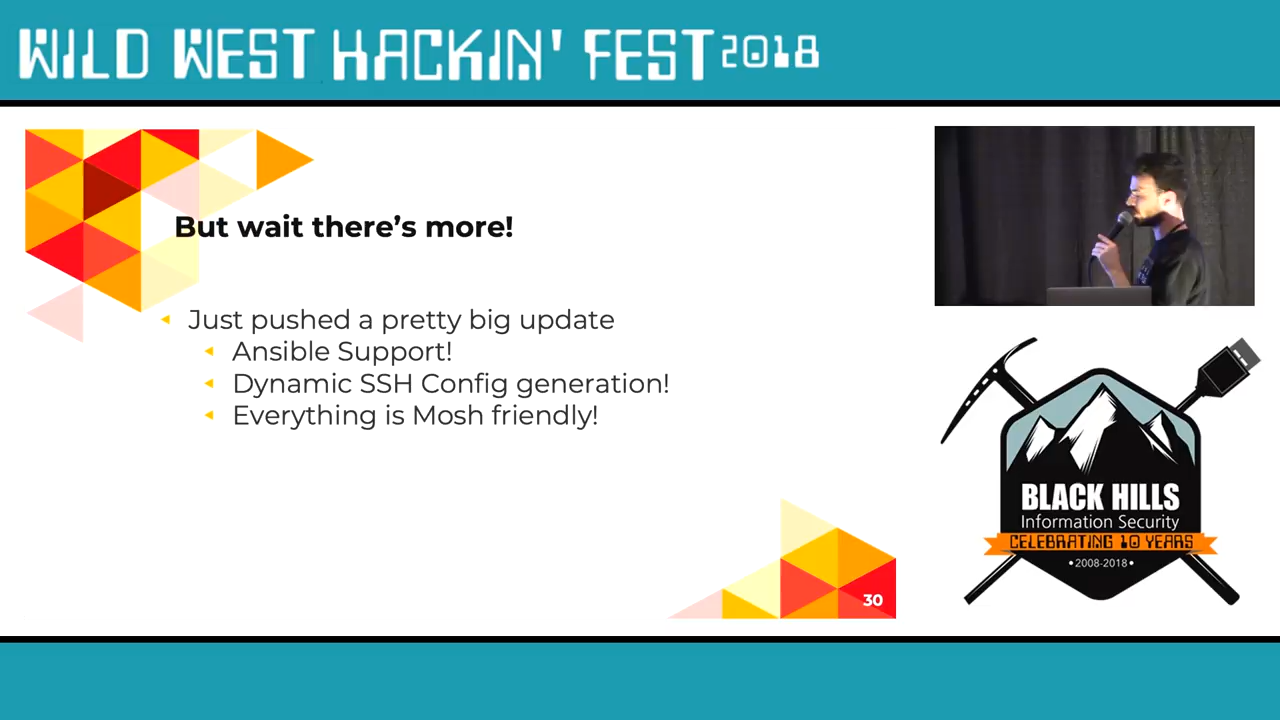 WILD WEST HACKIN' FEST 2018
But wait there’s more!
Just pushed a pretty big update
Ansible Support!
Dynamic SSH Config generation!
Everything is Mosh friendly!
30
BLACK HILLS
Information Security
CELEBRATING 10 YEARS
•2008-2018•